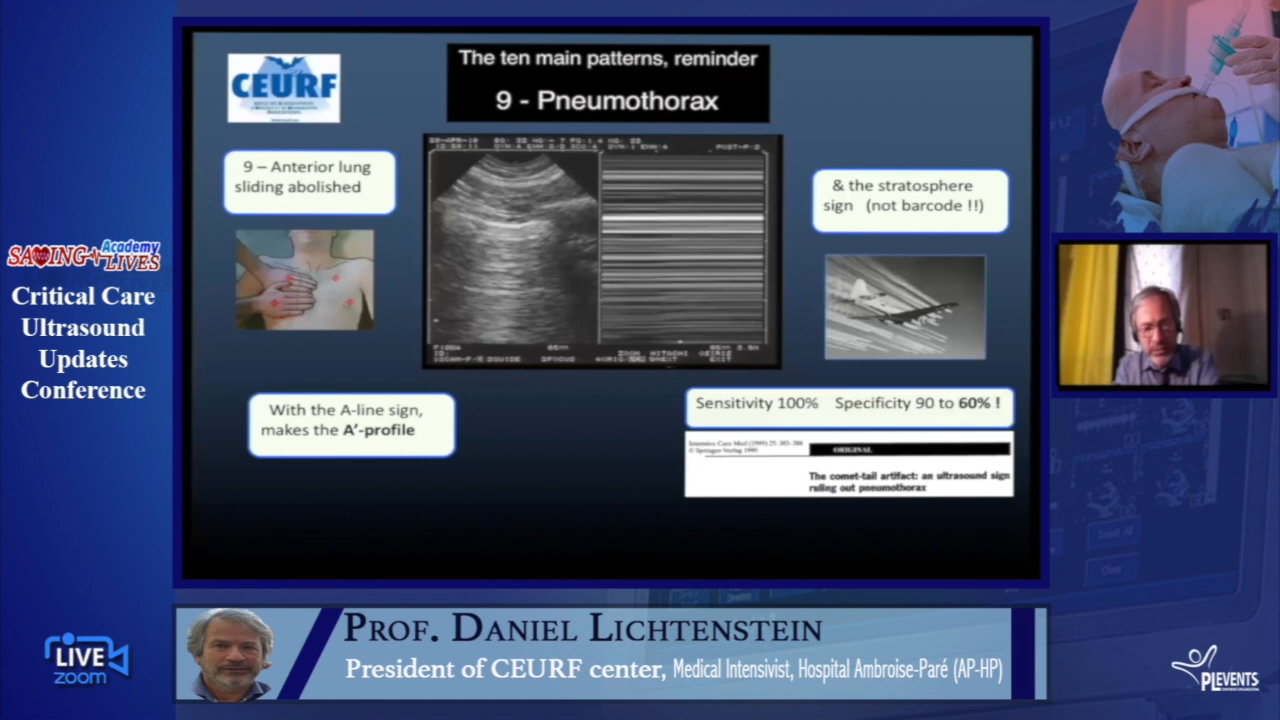 CEURF
The ten main patterns, reminder
9 - Pneumothorax
9 – Anterior lung
sliding abolished
& the stratosphere
sign (not barcode !!)
With the A-line sign,
makes the A'-profile
Sensitivity 100% Specificity 90 to 60% !
Intensive Care Med (1999) 25: 383–388
© Springer-Verlag 1999
ORIGINAL
The comet-tail artifact: an ultrasound sign
ruling out pneumothorax
SAVING LIVES Academy
Critical Care
Ultrasound
Updates
Conference
PROF. DANIEL LICHTENSTEIN
President of CEURF center, Medical Intensivist, Hospital Ambroise-Paré (AP-HP)
LIVE
zoom
PLEVENTS